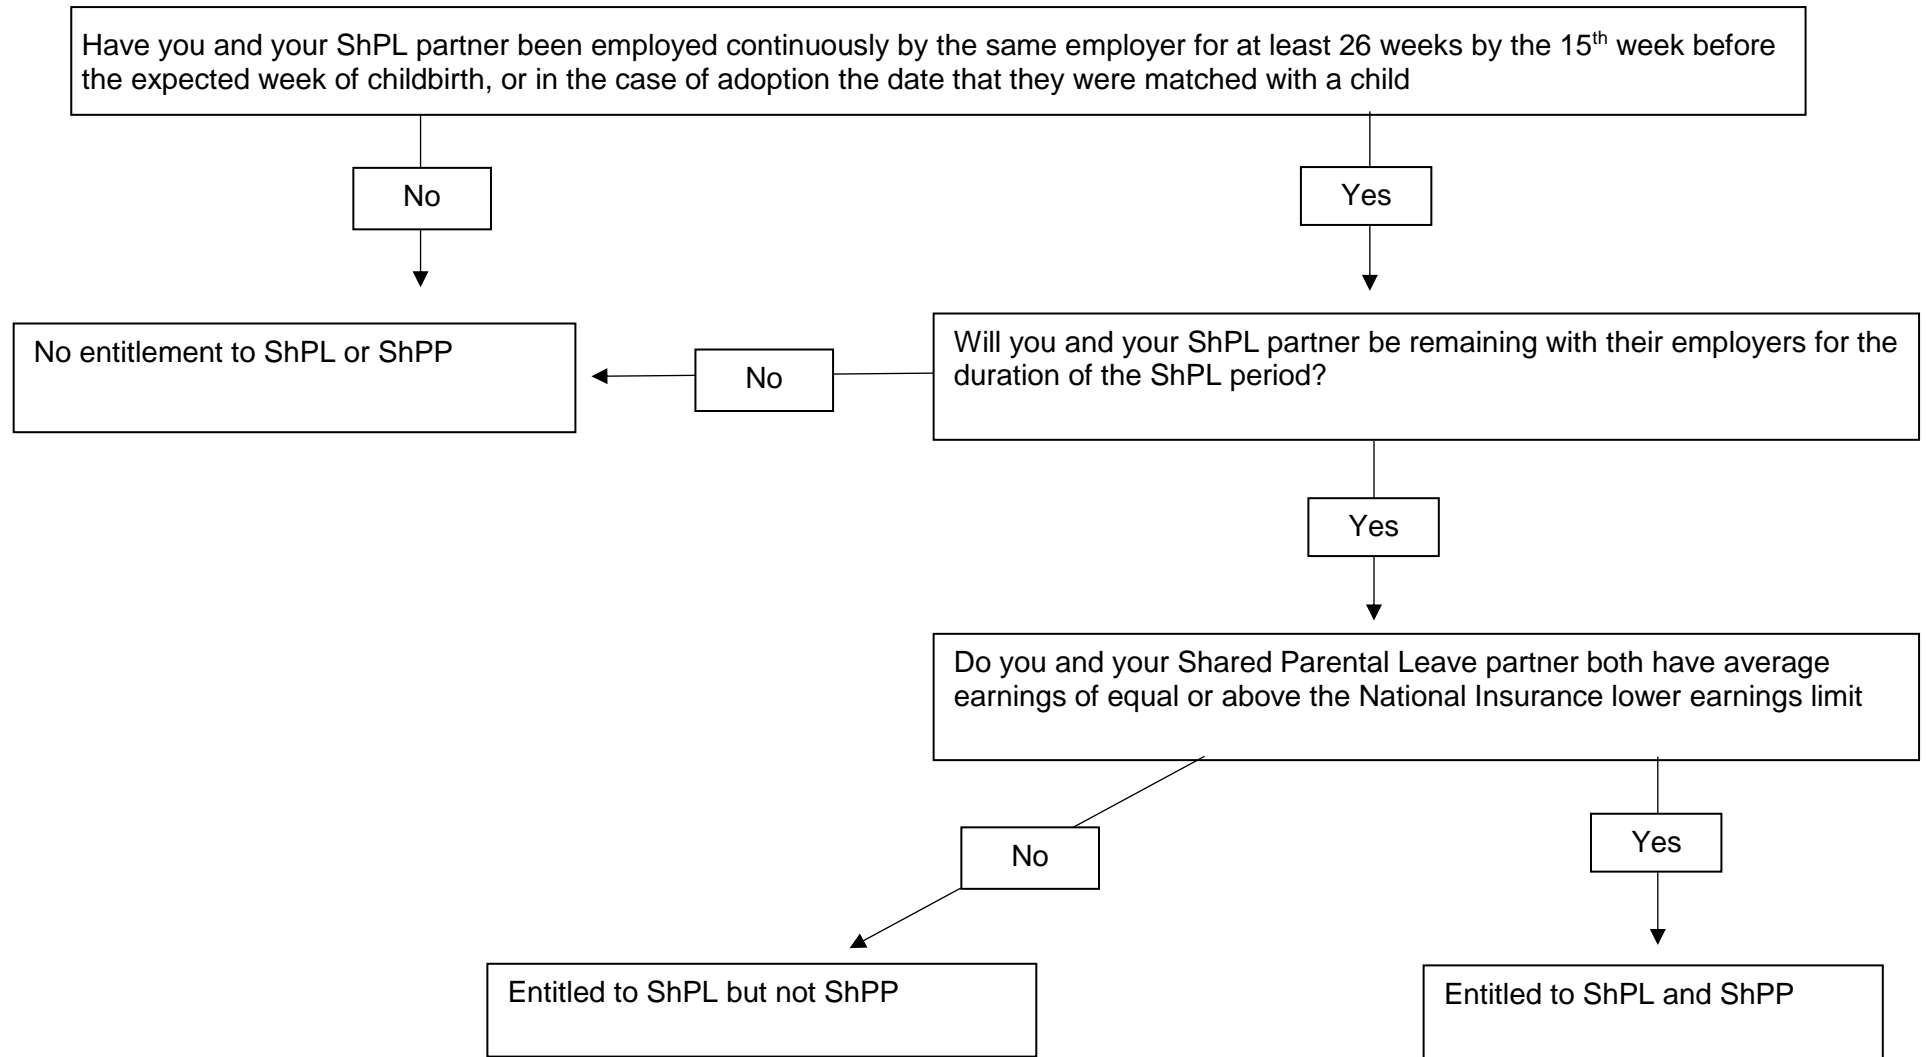 Have you and your ShPL partner been employed continuously by the same employer for at least 26 weeks by the 15th week before
the expected week of childbirth, or in the case of adoption the date that they were matched with a child
No
Yes
No entitlement to ShPL or ShPP
No
Will you and your ShPL partner be remaining with their employers for the
duration of the ShPL period?
Yes
Do you and your Shared Parental Leave partner both have average
earnings of equal or above the National Insurance lower earnings limit
No
Yes
Entitled to ShPL but not ShPP
Entitled to ShPL and ShPP